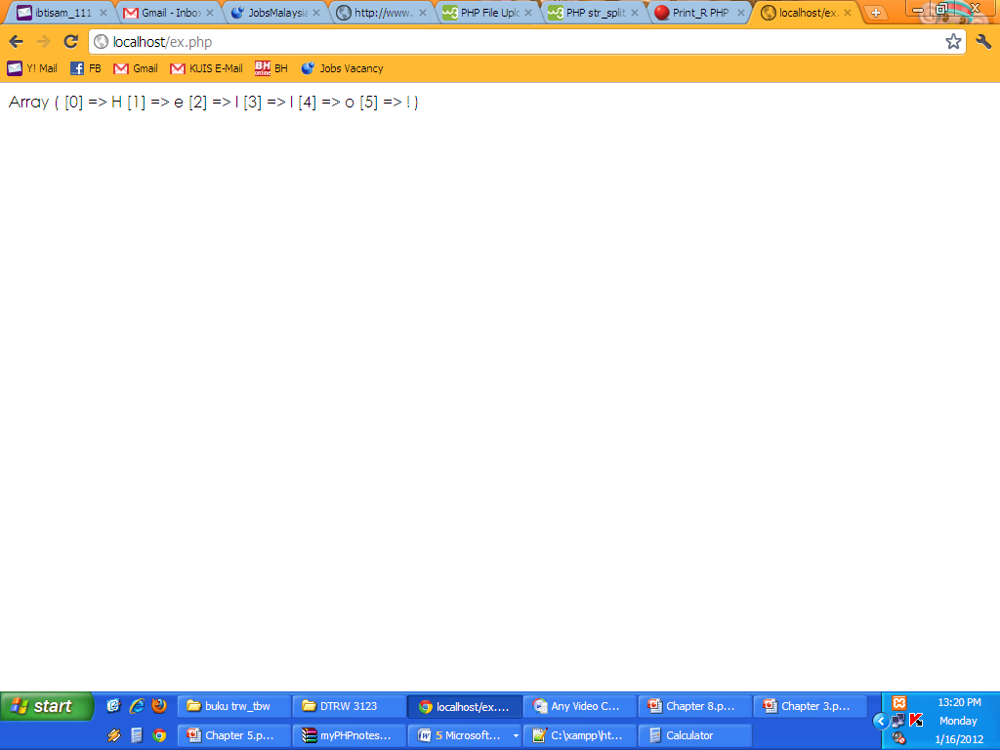 ibtisam_111
Gmail - Inbox
JobsMalaysia
http://www.
PHP File Uplo
PHP str_split
Print_R PHP
localhost/ex.
localhost/ex.php
Y! Mail
FB
Gmail
KUIS E-Mail
BH
online
BH
Jobs Vacancy
Array ( [0] => H [1] => e [2] => l [3] => l [4] => o [5] => ! )
start
buku trw_tbw
DTRW 3123
localhost/ex....
Any Video C...
Chapter 8.p...
Chapter 3.p...
13:20 PM
Chapter 5.p...
myPHPnotes...
5 Microsoft...
C:\xampp\ht...
Calculator
Monday
1/16/2012